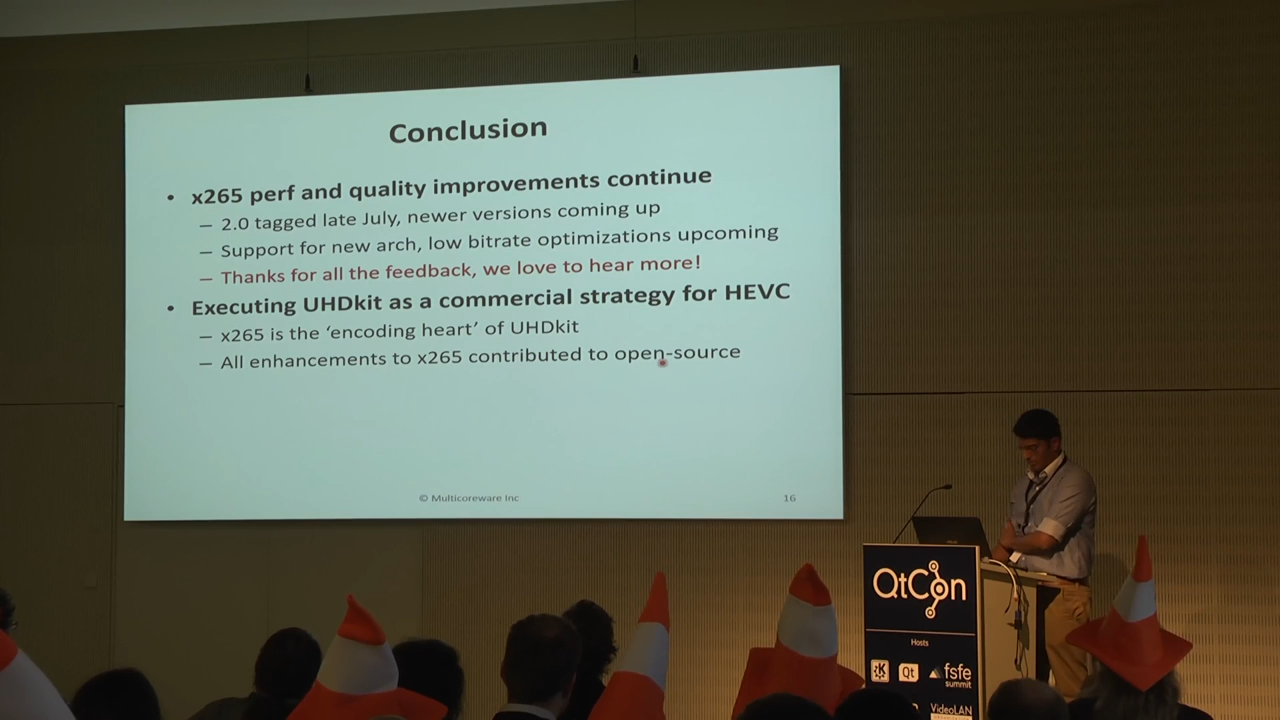 Conclusion
• x265 perf and quality improvements continue
– 2.0 tagged late July, newer versions coming up
– Support for new arch, low bitrate optimizations upcoming
– Thanks for all the feedback, we love to hear more!
• Executing UHDkit as a commercial strategy for HEVC
– x265 is the ‘encoding heart’ of UHDkit
– All enhancements to x265 contributed to open-source
© Multicoreware Inc
16
QtCon
Hosts
Qt
fsfe
summit
VideoLAN